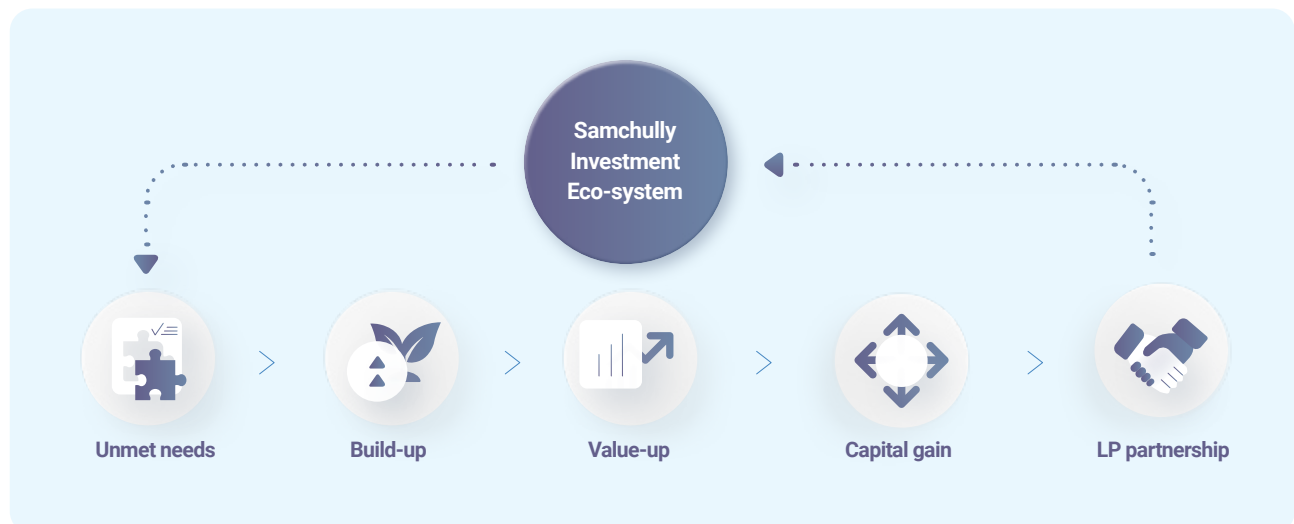 Samchully
Investment
Eco-system
Unmet needs
Build-up
Value-up
Capital gain
LP partnership